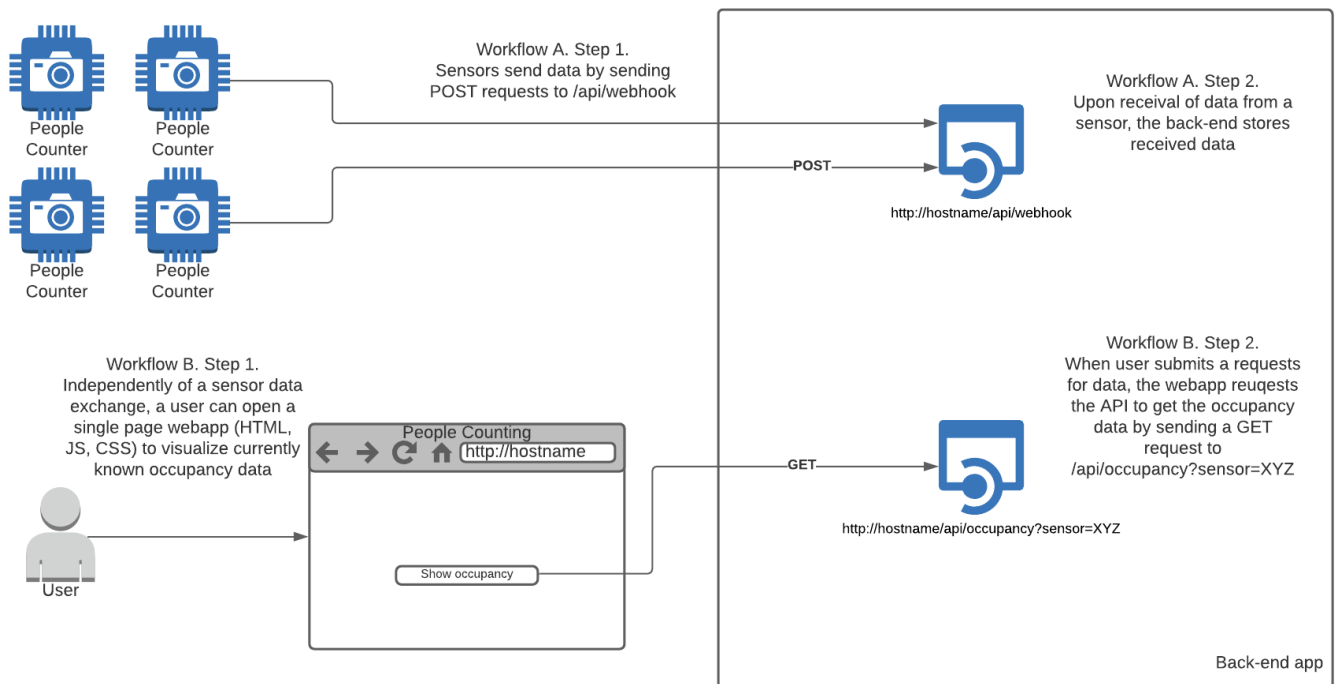 Workflow A. Step 1.
Sensors send data by sending
POST requests to /api/webhook
Workflow A. Step 2.
Upon receival of data from a
sensor, the back-end stores
received data
People
Counter
People
Counter
POST
http://hostname/api/webhook
People
Counter
People
Counter
Workflow B. Step 1.
Independently of a sensor data
exchange, a user can open a
single page webapp (HTML,
JS, CSS) to visualize currently
known occupancy data
Workflow B. Step 2.
When user submits a requests
for data, the webapp reuqests
the API to get the occupancy
data by sending a GET
request to
/api/occupancy?sensor=XYZ
People Counting
http://hostname
GET
http://hostname/api/occupancy?sensor=XYZ
Show occupancy
User
Back-end app